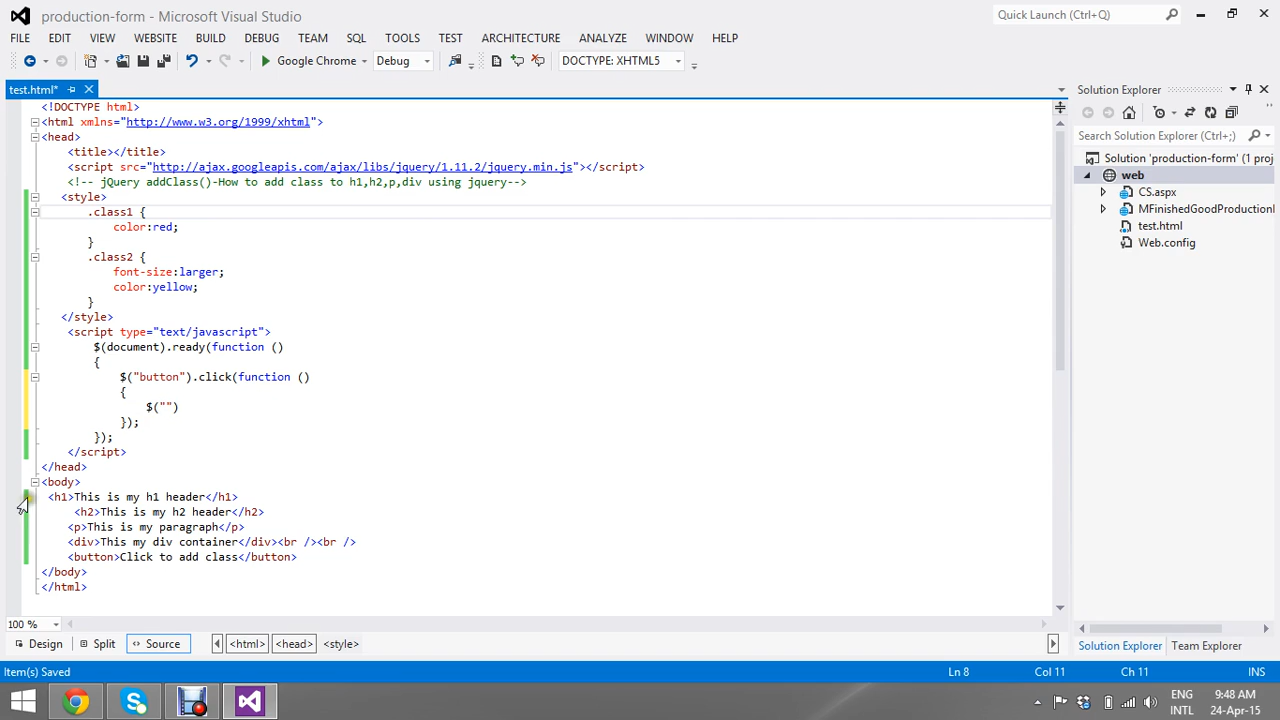 production-form - Microsoft Visual Studio
Quick Launch (Ctrl+Q)
FILE EDIT VIEW WEBSITE BUILD DEBUG TEAM SQL TOOLS TEST ARCHITECTURE ANALYZE WINDOW HELP
Google Chrome Debug DOCTYPE: XHTML5
test.html*
Solution Explorer
<!DOCTYPE html>
<html xmlns="http://www.w3.org/1999/xhtml">
<head>
<title></title>
<script src="http://ajax.googleapis.com/ajax/libs/jquery/1.11.2/jquery.min.js"></script>
<!-- jQuery addClass()-How to add class to h1,h2,p,div using jquery-->
<style>
.class1 {
color:red;
}
.class2 {
font-size:larger;
color:yellow;
}
</style>
<script type="text/javascript">
$(document).ready(function ()
{
$("button").click(function ()
{
$("")
});
});
</script>
</head>
<body>
<h1>This is my h1 header</h1>
<h2>This is my h2 header</h2>
<p>This is my paragraph</p>
<div>This my div container</div><br /><br />
<button>Click to add class</button>
</body>
</html>
Search Solution Explorer (Ctrl+;)
Solution 'production-form' (1 proj
web
CS.aspx
MFinishedGoodProductionI
test.html
Web.config
100 %
Design Split Source <html> <head> <style>
Solution Explorer Team Explorer
Item(s) Saved Ln 8 Col 11 Ch 11 INS
ENG
INTL
9:48 AM
24-Apr-15